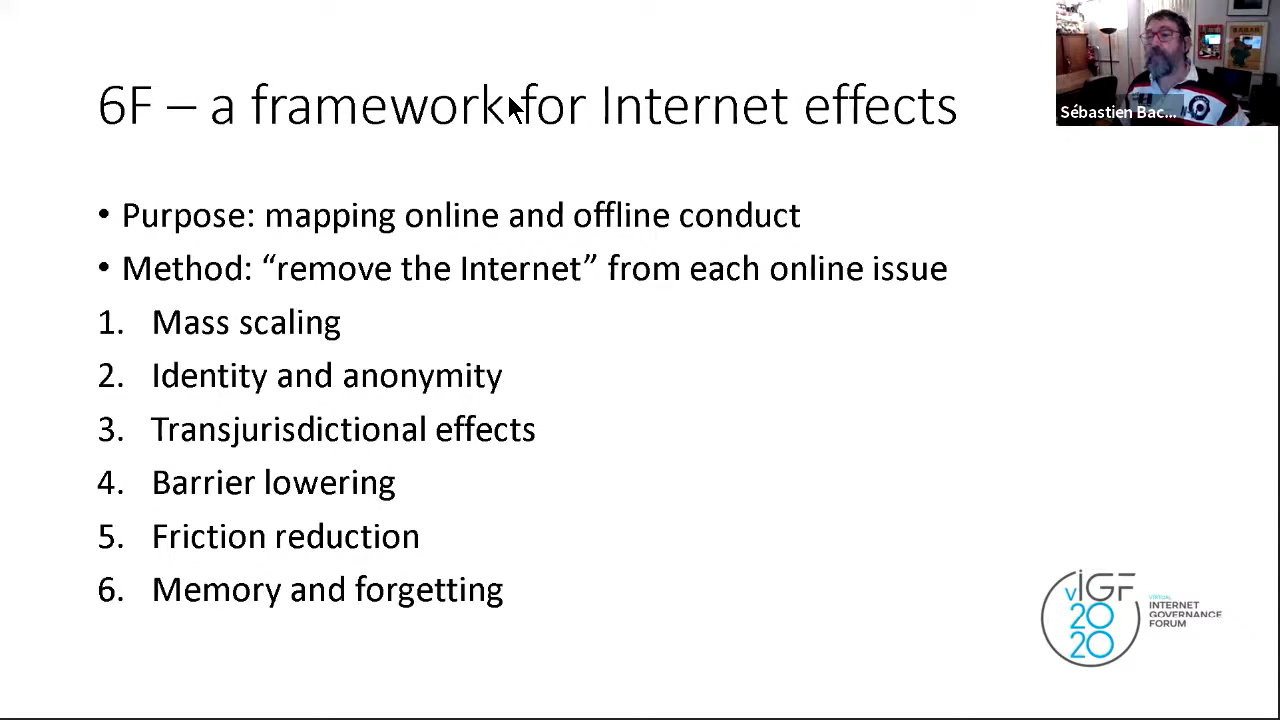 6F – a framework for Internet effects
Sébastien Bac...
• Purpose: mapping online and offline conduct
• Method: “remove the Internet” from each online issue
1. Mass scaling
2. Identity and anonymity
3. Transjurisdictional effects
4. Barrier lowering
5. Friction reduction
6. Memory and forgetting
vIGF
2020
VIRTUAL
INTERNET
GOVERNANCE
FORUM